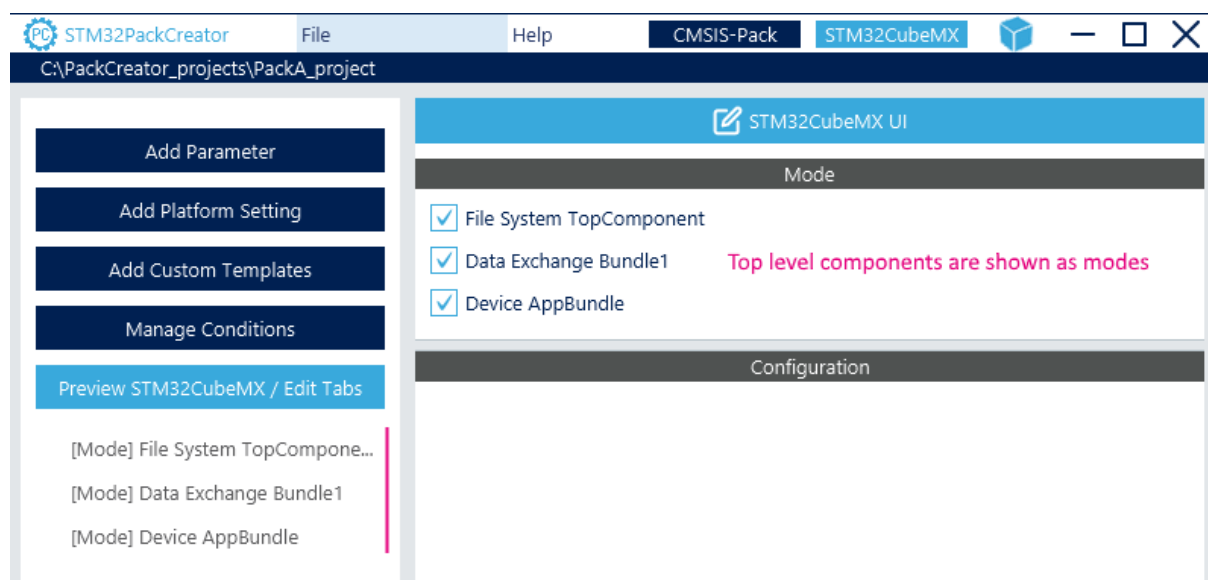 STM32PackCreator File Help CMSIS-Pack STM32CubeMX
C:\PackCreator_projects\PackA_project
Add Parameter
Add Platform Setting
Add Custom Templates
Manage Conditions
Preview STM32CubeMX / Edit Tabs
[Mode] File System TopCompone...
[Mode] Data Exchange Bundle1
[Mode] Device AppBundle
STM32CubeMX UI
Mode
File System TopComponent
Data Exchange Bundle1 Top level components are shown as modes
Device AppBundle
Configuration